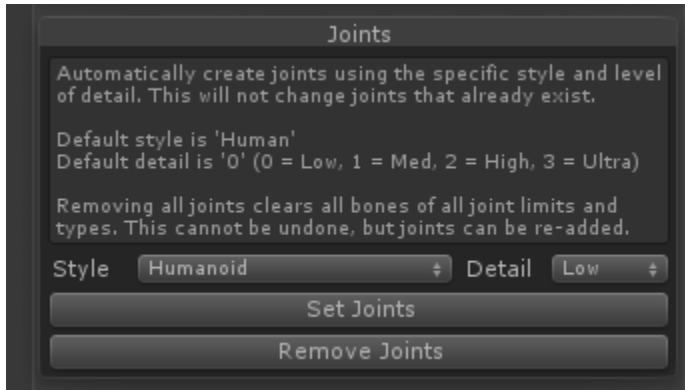 Joints
Automatically create joints using the specific style and level
of detail. This will not change joints that already exist.
Default style is 'Human'
Default detail is '0' (0 = Low, 1 = Med, 2 = High, 3 = Ultra)
Removing all joints clears all bones of all joint limits and
types. This cannot be undone, but joints can be re-added.
Style Humanoid Detail Low
Set Joints
Remove Joints